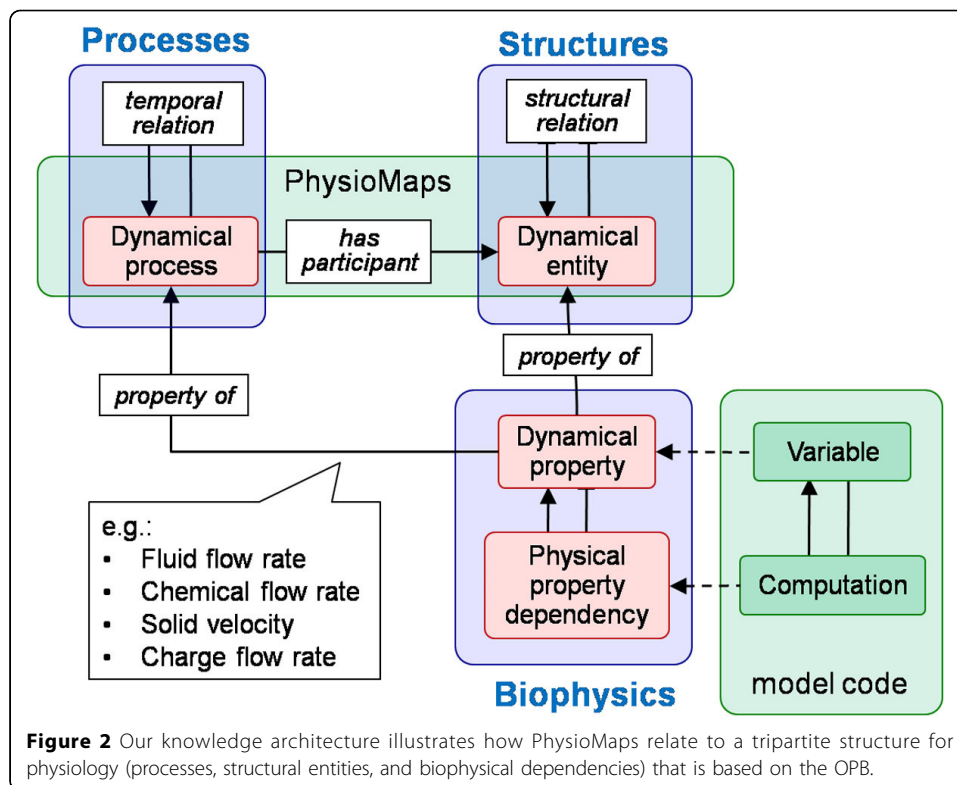 Processes
Structures
temporal
relation
structural
relation
PhysioMaps
Dynamical
process
has
participant
Dynamical
entity
property of
property of
Dynamical
property
Variable
e.g.:
▪ Fluid flow rate
▪ Chemical flow rate
▪ Solid velocity
▪ Charge flow rate
Physical
property
dependency
Computation
Biophysics
model code
Figure 2 Our knowledge architecture illustrates how PhysioMaps relate to a tripartite structure for
physiology (processes, structural entities, and biophysical dependencies) that is based on the OPB.